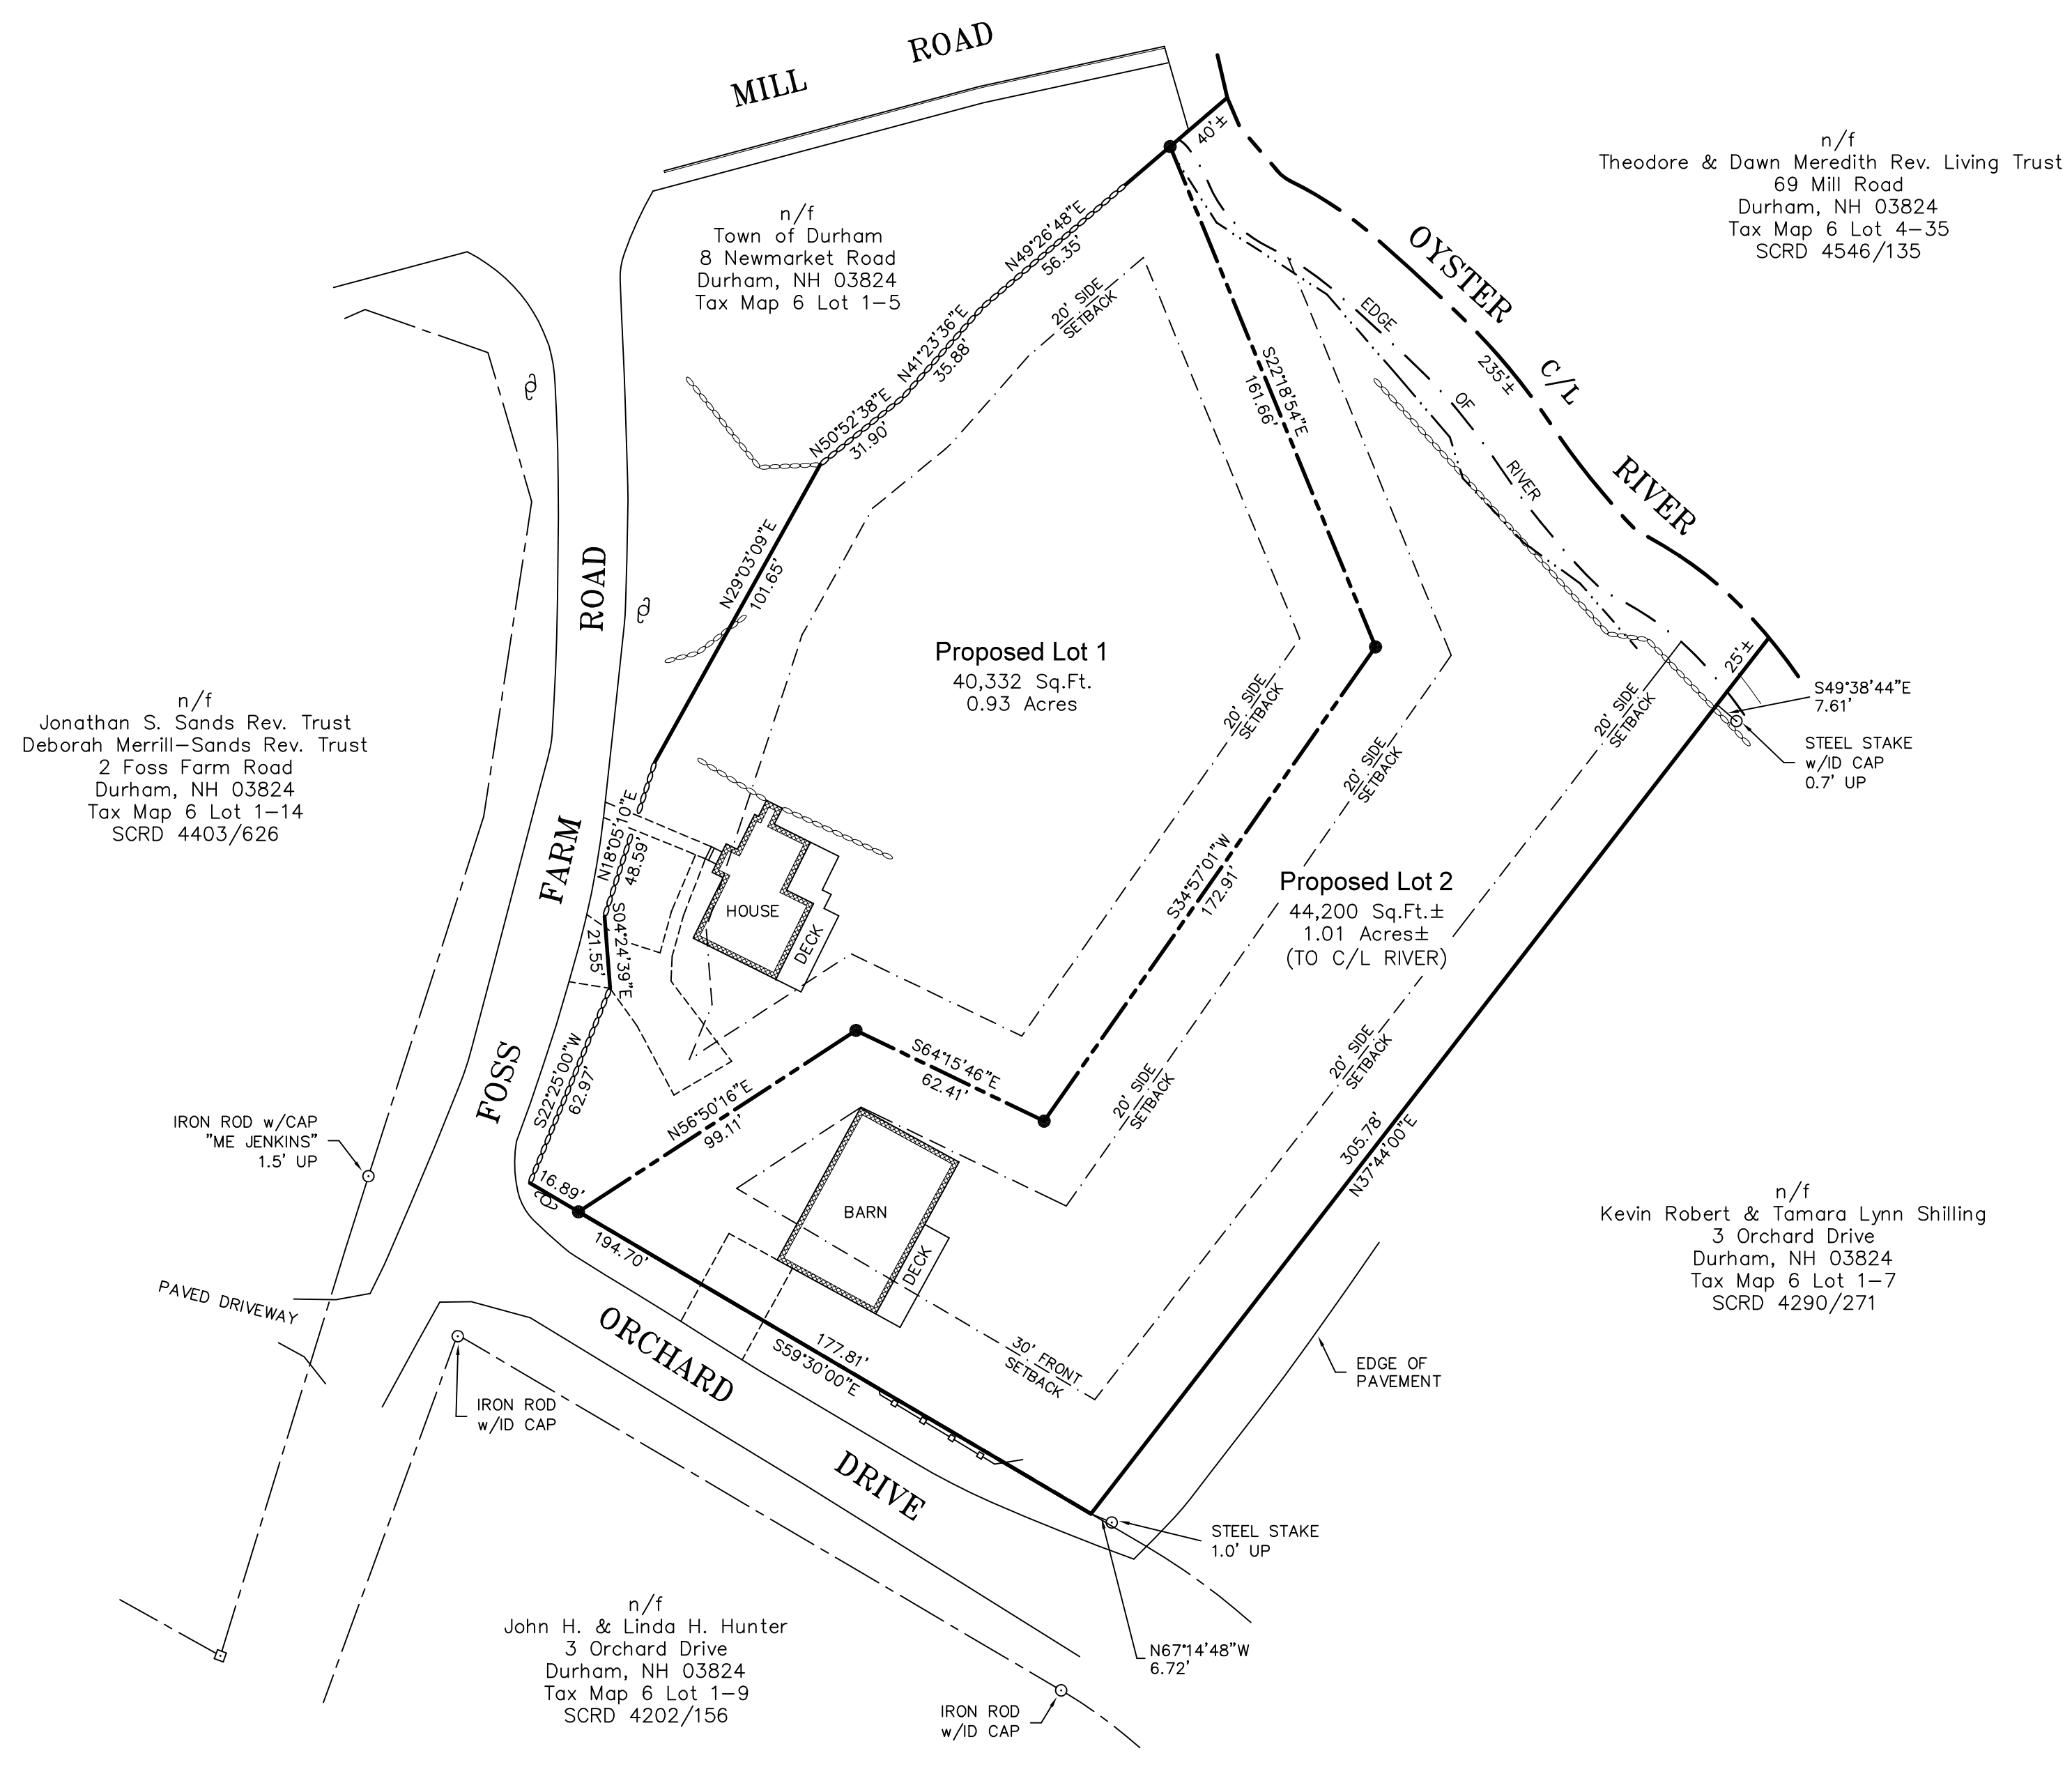 MILL ROAD
40'±
n/f
Theodore & Dawn Meredith Rev. Living Trust
69 Mill Road
Durham, NH 03824
Tax Map 6 Lot 4-35
SCRD 4546/135
n/f
Town of Durham
8 Newmarket Road
Durham, NH 03824
Tax Map 6 Lot 1-5
N49°26'48"E
56.35'
N41°23'36"E
35.88'
N50°52'38"E
31.90'
20' SIDE
SETBACK
S22°18'54"E
161.66'
EDGE OF RIVER
OYSTER RIVER
C/L
235'±
N29°03'09"E
101.65'
Proposed Lot 1
40,332 Sq.Ft.
0.93 Acres
20' SIDE
SETBACK
20' SIDE
SETBACK
20' SIDE
SETBACK
25'±
S49°38'44"E
7.61'
STEEL STAKE
w/ID CAP
0.7' UP
n/f
Jonathan S. Sands Rev. Trust
Deborah Merrill-Sands Rev. Trust
2 Foss Farm Road
Durham, NH 03824
Tax Map 6 Lot 1-14
SCRD 4403/626
FOSS FARM ROAD
N18°05'10"E
48.59'
S04°24'39"E
21.55'
S22°25'00"W
62.97'
HOUSE
DECK
S34°57'01"W
172.91'
Proposed Lot 2
44,200 Sq.Ft.±
1.01 Acres±
(TO C/L RIVER)
S64°15'46"E
62.41'
N56°50'16"E
99.11'
20' SIDE
SETBACK
20' SIDE
SETBACK
305.78'
N37°44'00"E
IRON ROD w/CAP
"ME JENKINS"
1.5' UP
16.89'
194.70'
BARN
DECK
n/f
Kevin Robert & Tamara Lynn Shilling
3 Orchard Drive
Durham, NH 03824
Tax Map 6 Lot 1-7
SCRD 4290/271
PAVED DRIVEWAY
ORCHARD DRIVE
177.81'
S59°30'00"E
30' FRONT
SETBACK
EDGE OF
PAVEMENT
IRON ROD
w/ID CAP
STEEL STAKE
1.0' UP
n/f
John H. & Linda H. Hunter
3 Orchard Drive
Durham, NH 03824
Tax Map 6 Lot 1-9
SCRD 4202/156
N67°14'48"W
6.72'
IRON ROD
w/ID CAP